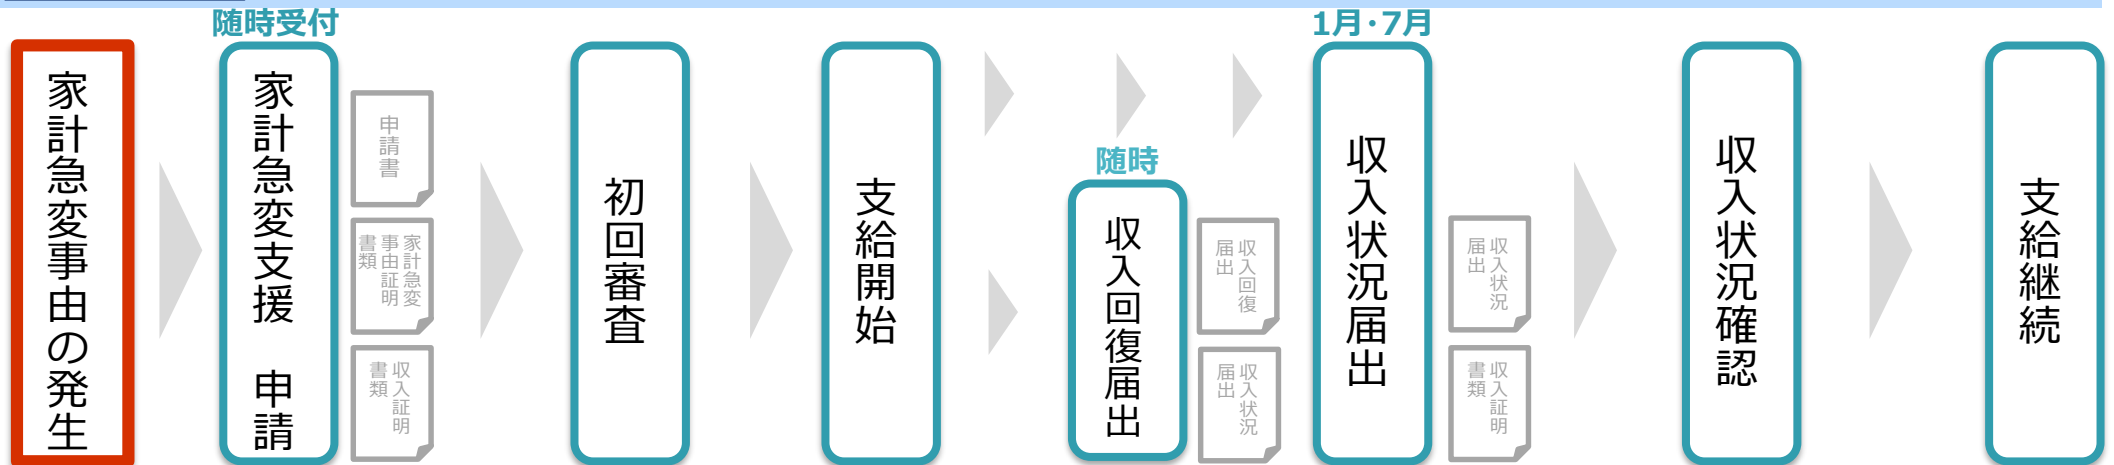 随時受付
1月・7月
家計急変事由の発生
家計急変支援　申請
申請書
家計急変
事由証明
書類
収入証明
書類
初回審査
支給開始
随時
収入回復届出
収入回復
届出
収入状況
届出
収入状況届出
収入状況
届出
収入証明
書類
収入状況確認
支給継続